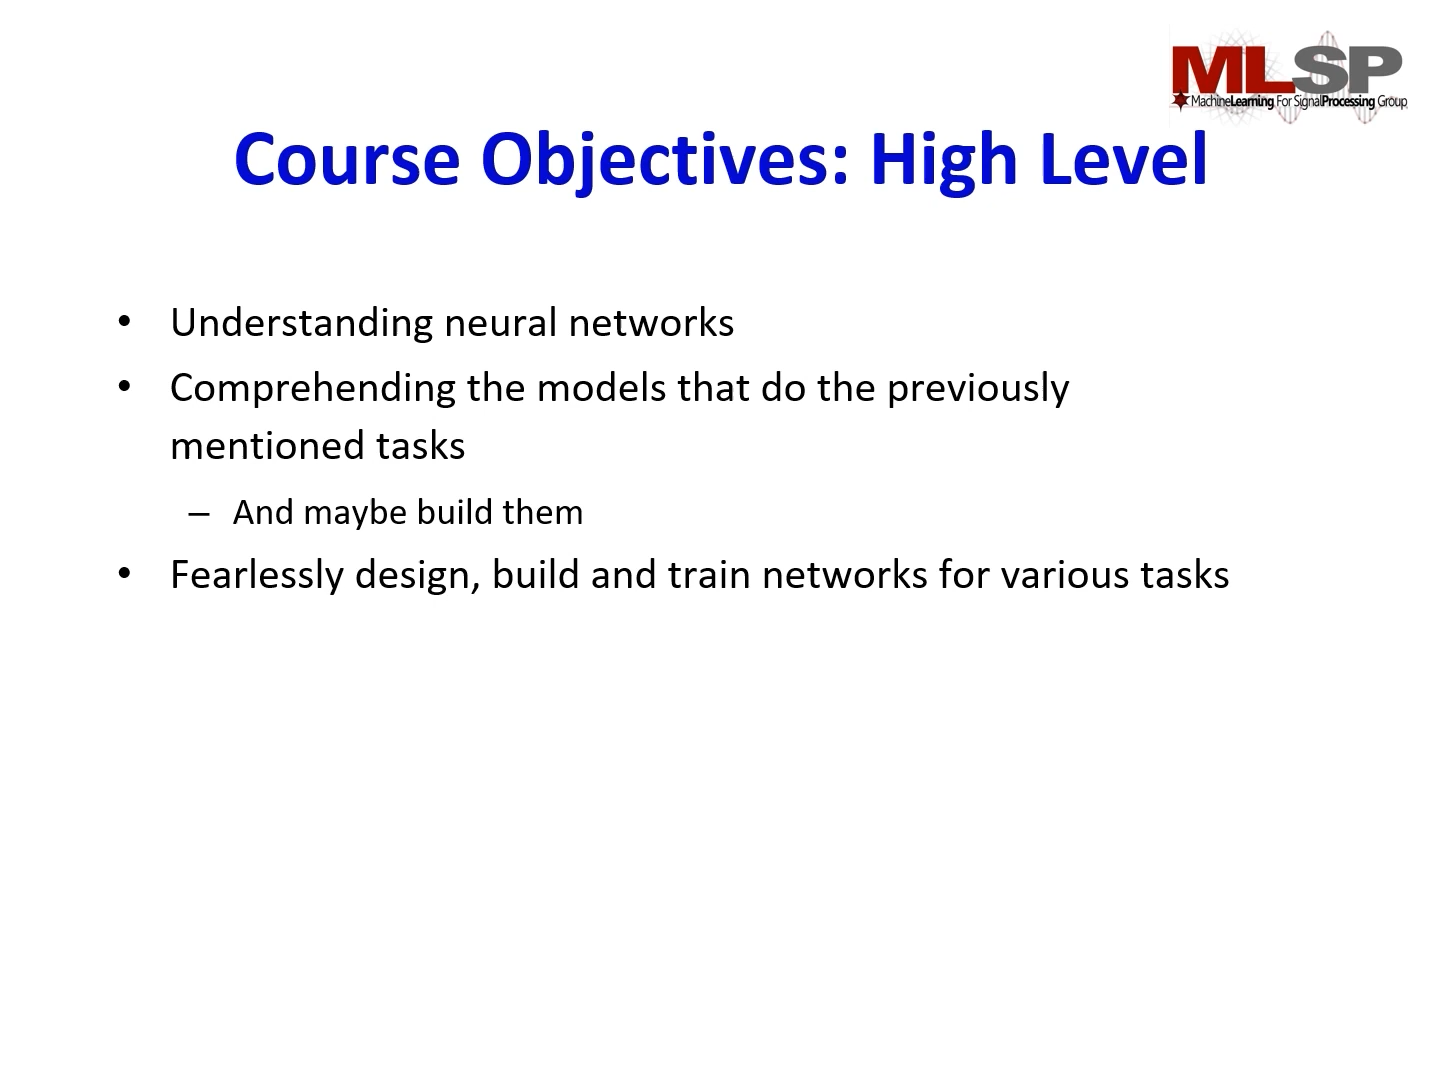 MLSP
MachineLearning For SignalProcessing Group
Course Objectives: High Level
• Understanding neural networks
• Comprehending the models that do the previously
mentioned tasks
– And maybe build them
• Fearlessly design, build and train networks for various tasks